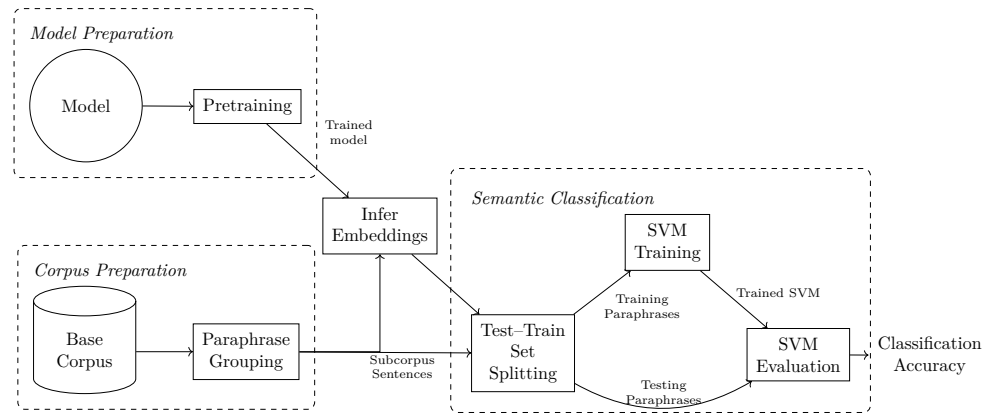 Model Preparation
Model
Pretraining
Trained
model
Infer
Embeddings
Corpus Preparation
Base
Corpus
Paraphrase
Grouping
Subcorpus
Sentences
Semantic Classification
Test–Train
Set
Splitting
Training
Paraphrases
SVM
Training
Trained SVM
Testing
Paraphrases
SVM
Evaluation
Classification
Accuracy